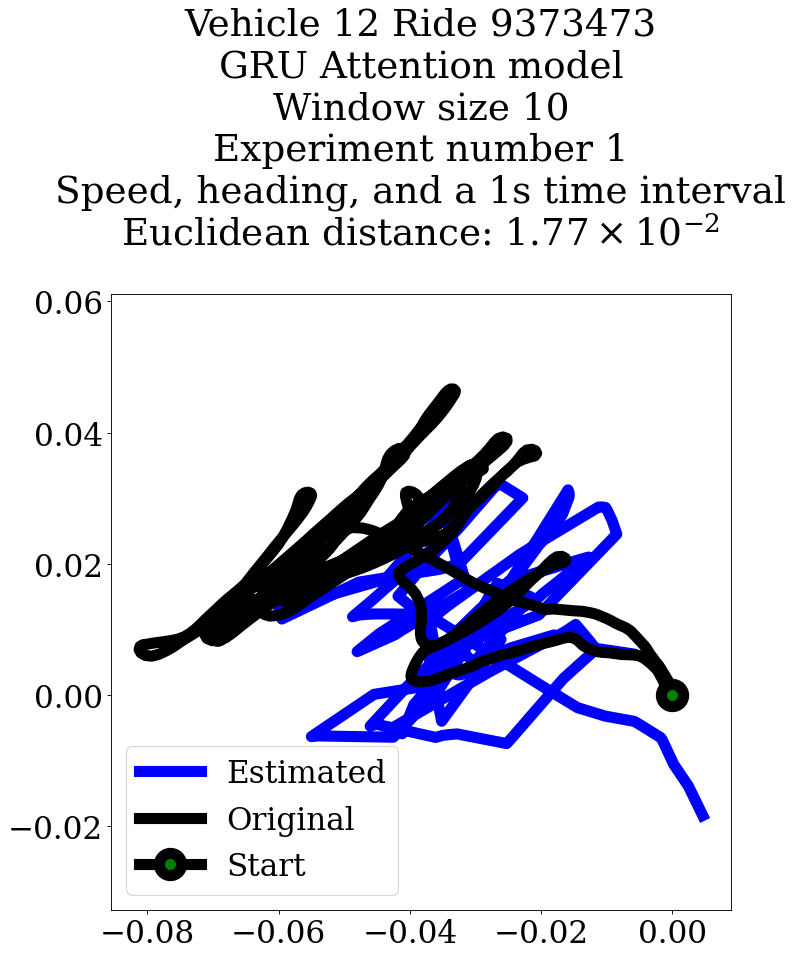 Vehicle 12 Ride 9373473
GRU Attention model
Window size 10
Experiment number 1
Speed, heading, and a 1s time interval
Euclidean distance: 1.77 × 10⁻²
0.06
0.04
0.02
0.00
−0.02
Estimated
Original
Start
−0.08 −0.06 −0.04 −0.02 0.00